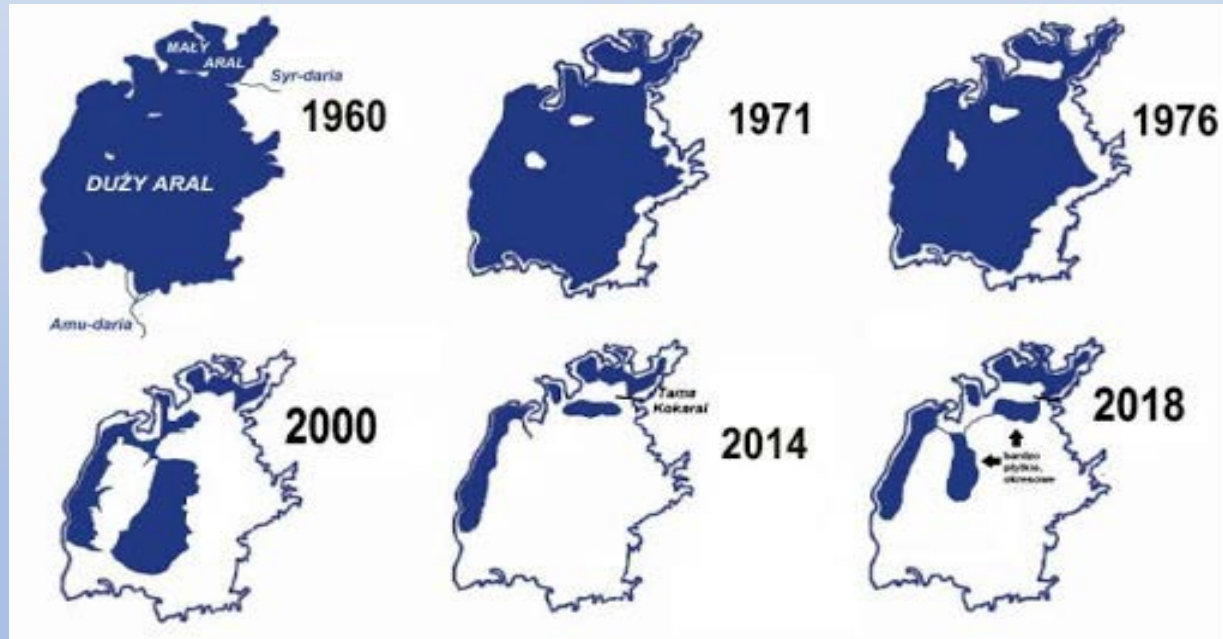 MAŁY
ARAL
Syr-daria
1960
DUŻY ARAL
Amu-daria
1971
1976
2000
Tama
Kokaral
2014
2018
bardzo
płytkie,
okresowe